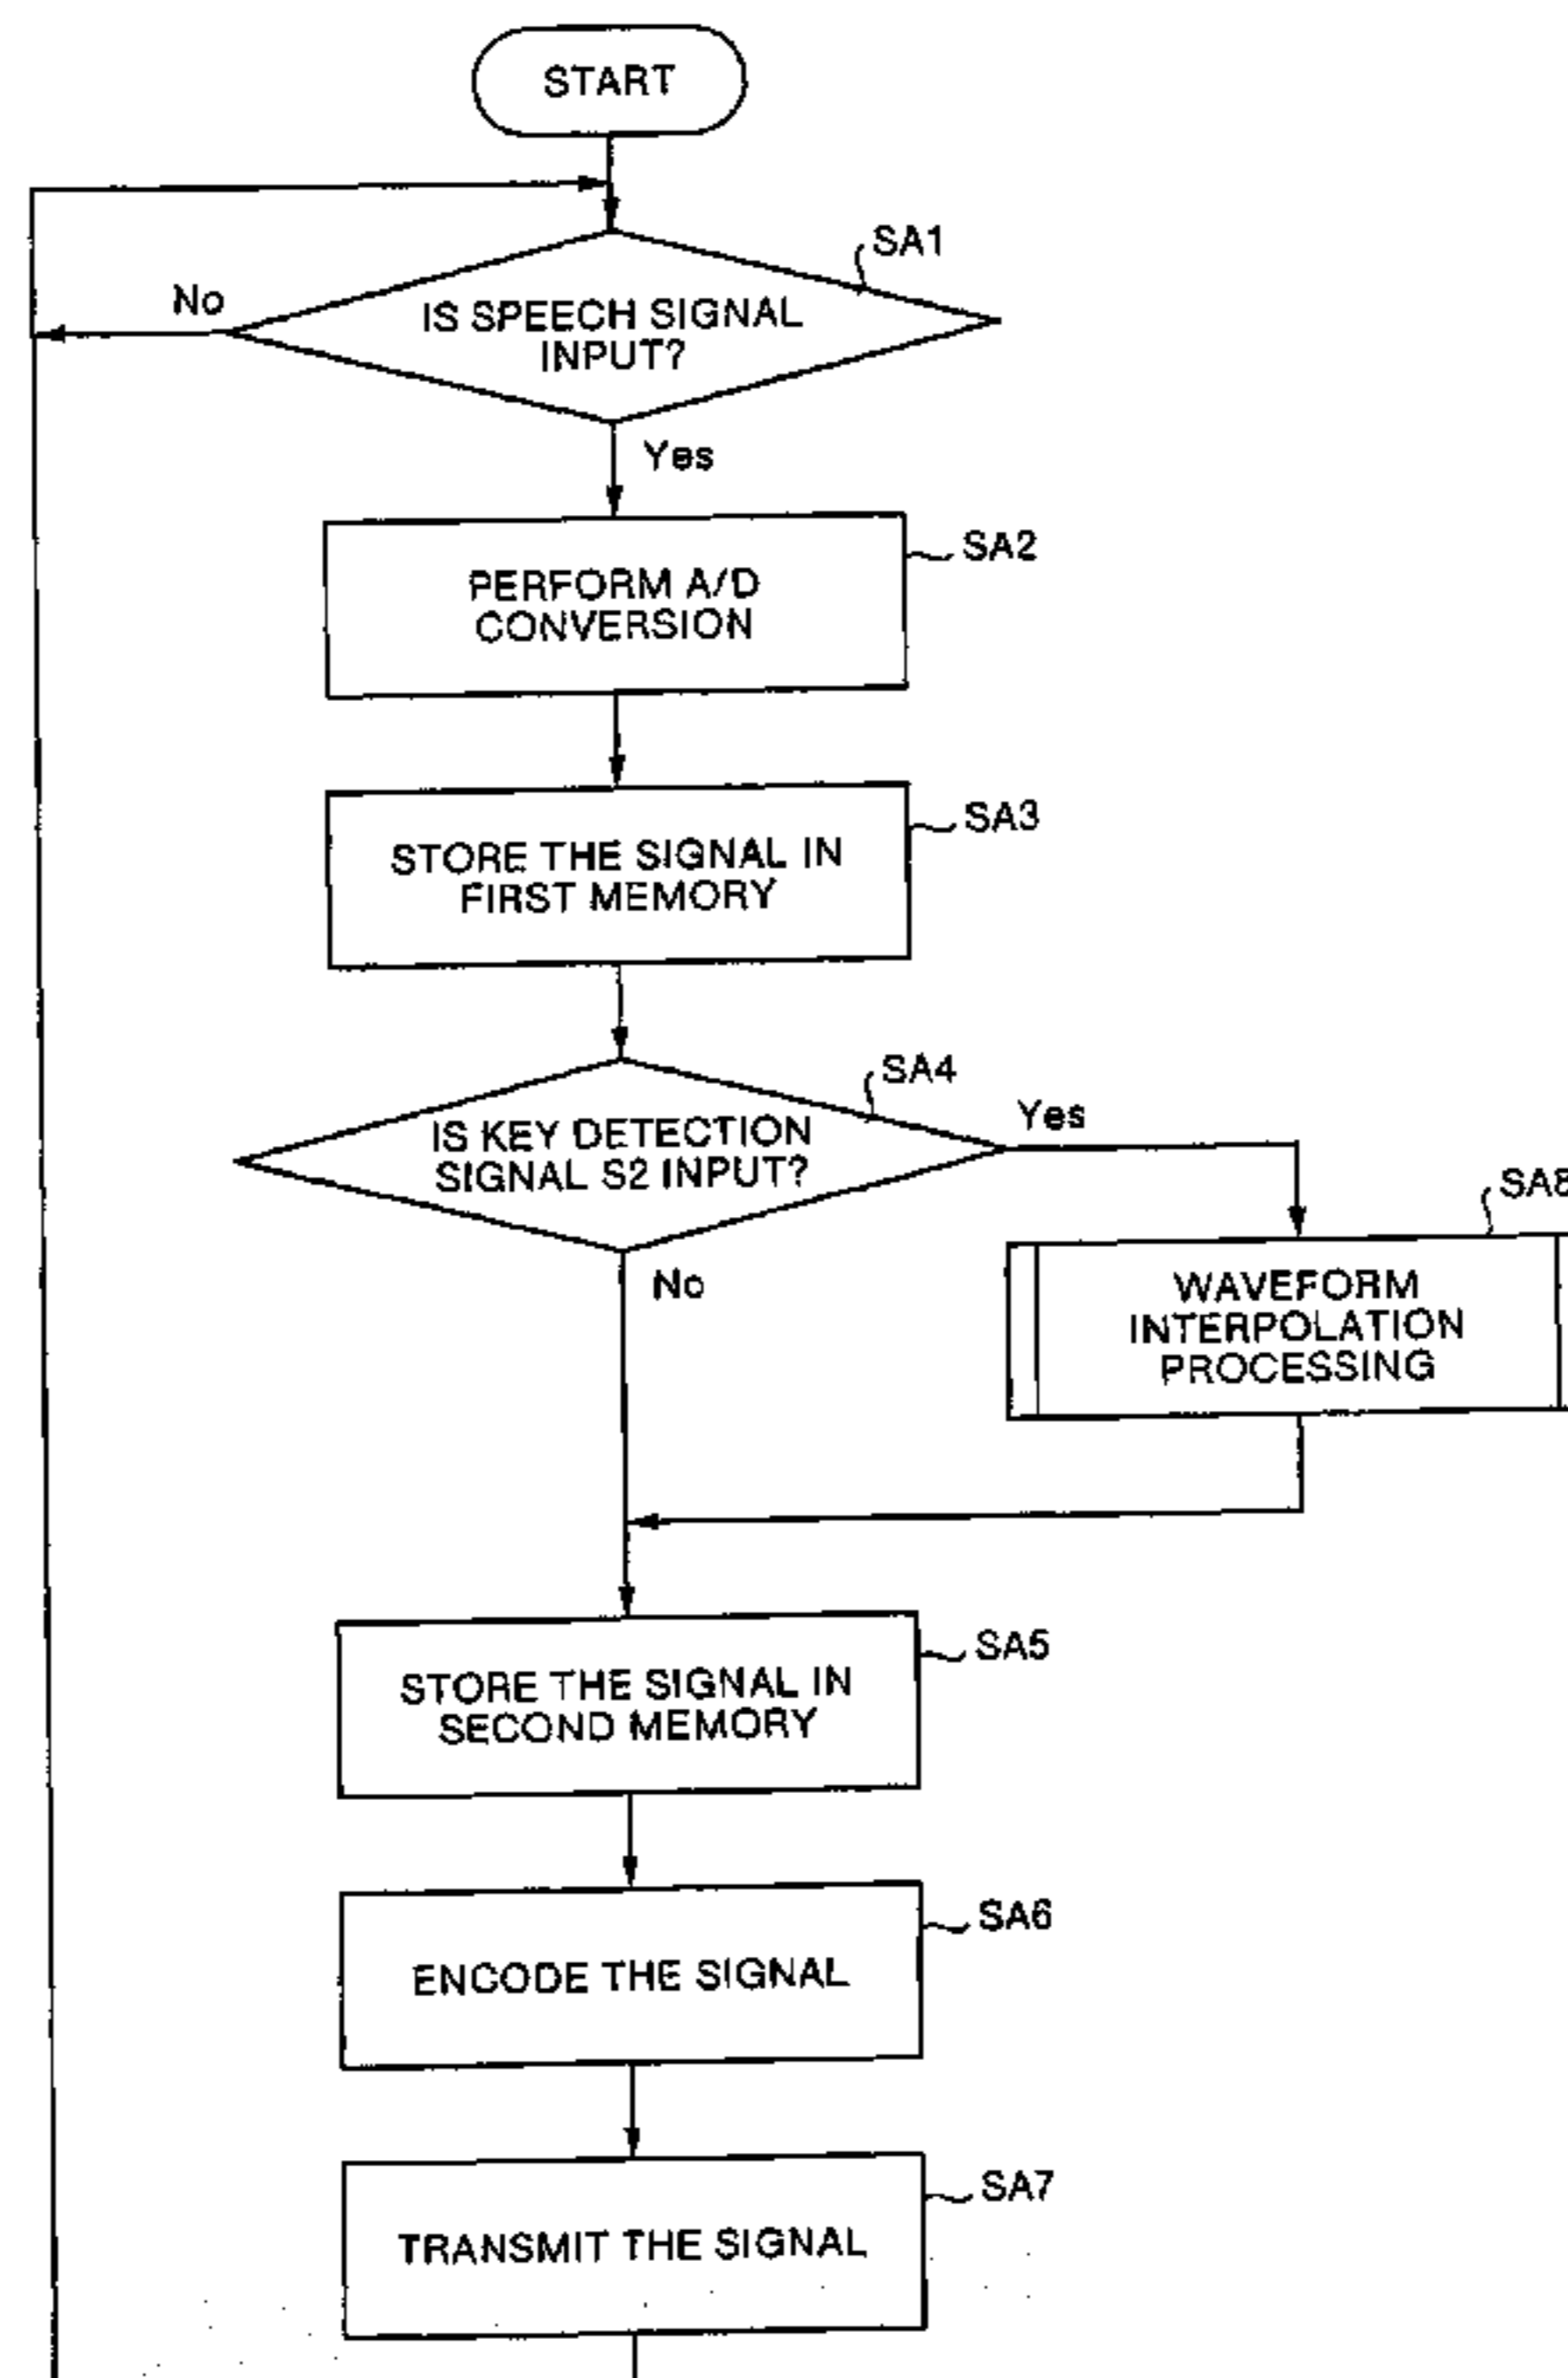 START
SA1
No
IS SPEECH SIGNAL
INPUT?
Yes
SA2
PERFORM A/D
CONVERSION
SA3
STORE THE SIGNAL IN
FIRST MEMORY
SA4
Yes
IS KEY DETECTION
SIGNAL S2 INPUT?
No
SA8
WAVEFORM
INTERPOLATION
PROCESSING
SA5
STORE THE SIGNAL IN
SECOND MEMORY
SA6
ENCODE THE SIGNAL
SA7
TRANSMIT THE SIGNAL